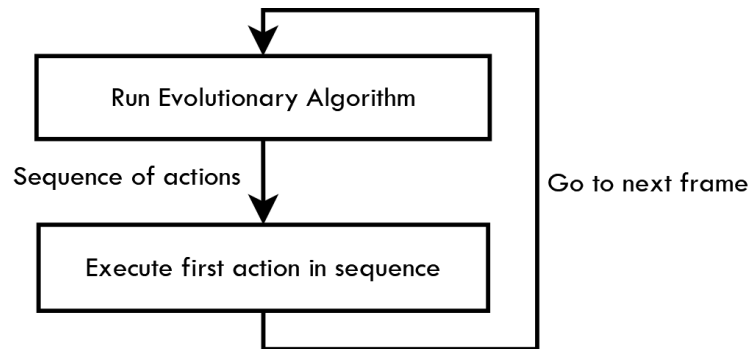 Run Evolutionary Algorithm
Sequence of actions
Go to next frame
Execute first action in sequence